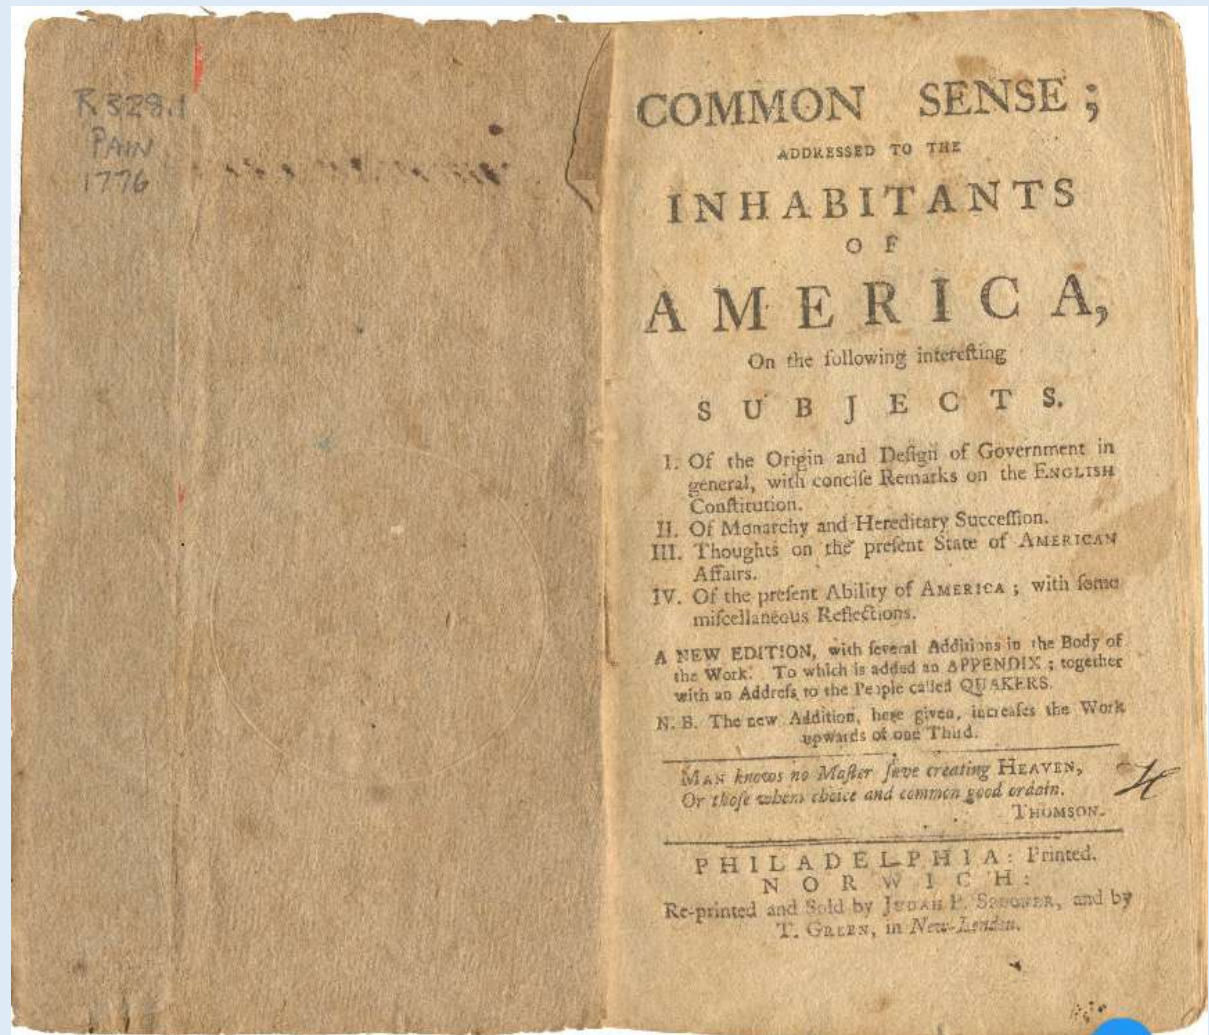 R 328.1
PAIN
1776
COMMON SENSE;
ADDRESSED TO THE
INHABITANTS
OF
AMERICA,
On the following intereſting
SUBJECTS.
I. Of the Origin and Deſign of Government in
general, with conciſe Remarks on the ENGLISH
Conſtitution.
II. Of Monarchy and Hereditary Succeſſion.
III. Thoughts on the preſent State of AMERICAN
Affairs.
IV. Of the preſent Ability of AMERICA; with ſome
miſcellaneous Reflections.
A NEW EDITION, with ſeveral Additions in the Body of
the Work. To which is added an APPENDIX; together
with an Addreſs to the People called QUAKERS.
N. B. The new Addition, here given, increaſes the Work
upwards of one Third.
MAN knows no Maſter ſave creating HEAVEN,
Or thoſe whom choice and common good ordain.
THOMSON.
PHILADELPHIA: Printed.
NORWICH:
Re-printed and Sold by JUDAH P. SPOONER, and by
T. GREEN, in New-London.